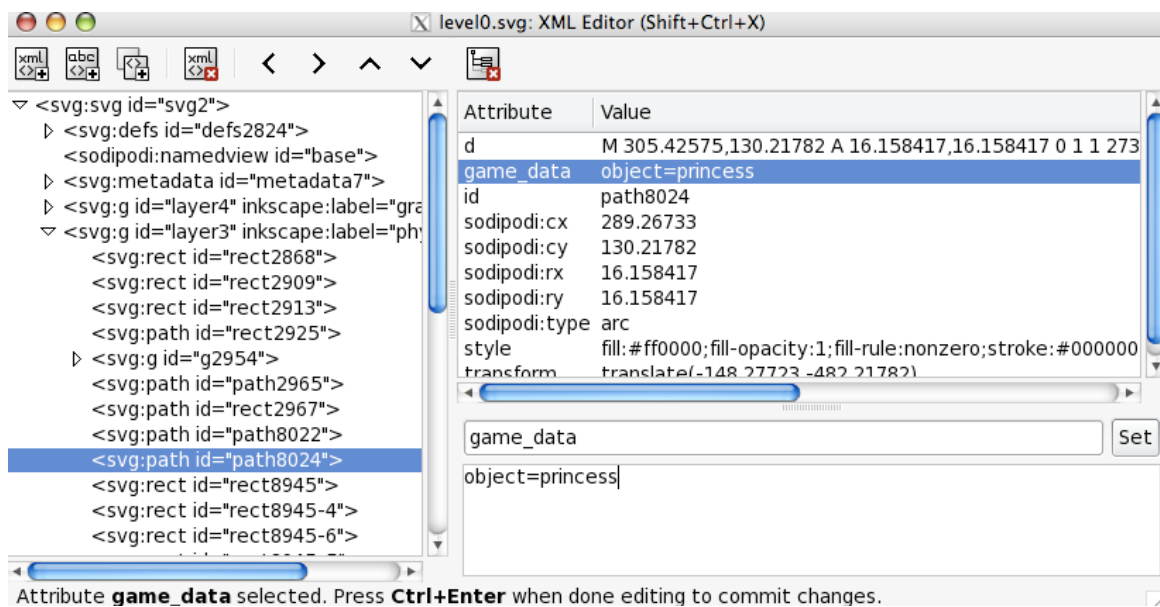 level0.svg: XML Editor (Shift+Ctrl+X)
<svg:svg id="svg2">
<svg:defs id="defs2824">
<sodipodi:namedview id="base">
<svg:metadata id="metadata7">
<svg:g id="layer4" inkscape:label="gra
<svg:g id="layer3" inkscape:label="phy
<svg:rect id="rect2868">
<svg:rect id="rect2909">
<svg:rect id="rect2913">
<svg:path id="rect2925">
<svg:g id="g2954">
<svg:path id="path2965">
<svg:path id="rect2967">
<svg:path id="path8022">
<svg:path id="path8024">
<svg:rect id="rect8945">
<svg:rect id="rect8945-4">
<svg:rect id="rect8945-6">
Attribute Value
d M 305.42575,130.21782 A 16.158417,16.158417 0 1 1 273
game_data object=princess
id path8024
sodipodi:cx 289.26733
sodipodi:cy 130.21782
sodipodi:rx 16.158417
sodipodi:ry 16.158417
sodipodi:type arc
style fill:#ff0000;fill-opacity:1;fill-rule:nonzero;stroke:#000000
transform translate(-148.27723,-482.21782)
game_data Set
object=princess
Attribute game_data selected. Press Ctrl+Enter when done editing to commit changes.